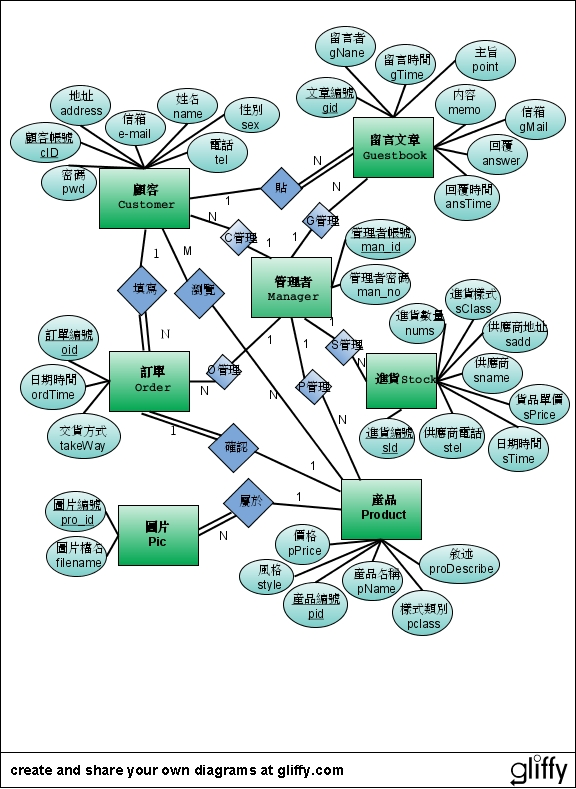 留言者
gNane
留言時間
gTime
主旨
point
文章編號
gid
內容
memo
信箱
gMail
回覆
answer
回覆時間
ansTime
留言文章
Guestbook
地址
address
信箱
e-mail
姓名
name
性別
sex
顧客帳號
cID
電話
tel
密碼
pwd
顧客
Customer
1
貼
N
N
C管理
1
1
G管理
N
管理者帳號
man_id
管理者密碼
man_no
管理者
Manager
1
填寫
N
M
瀏覽
N
訂單編號
oid
日期時間
ordTime
交貨方式
takeWay
訂單
Order
N
O管理
1
1
P管理
N
1
S管理
N
進貨數量
nums
進貨樣式
sClass
供應商地址
sadd
供應商
sname
貨品單價
sPrice
日期時間
sTime
供應商電話
stel
進貨編號
sId
進貨Stock
1
確認
1
圖片編號
pro_id
圖片檔名
filename
圖片
Pic
N
屬於
1
產品
Product
價格
pPrice
風格
style
產品編號
pid
產品名稱
pName
樣式類別
pclass
敘述
proDescribe
create and share your own diagrams at gliffy.com
gliffy